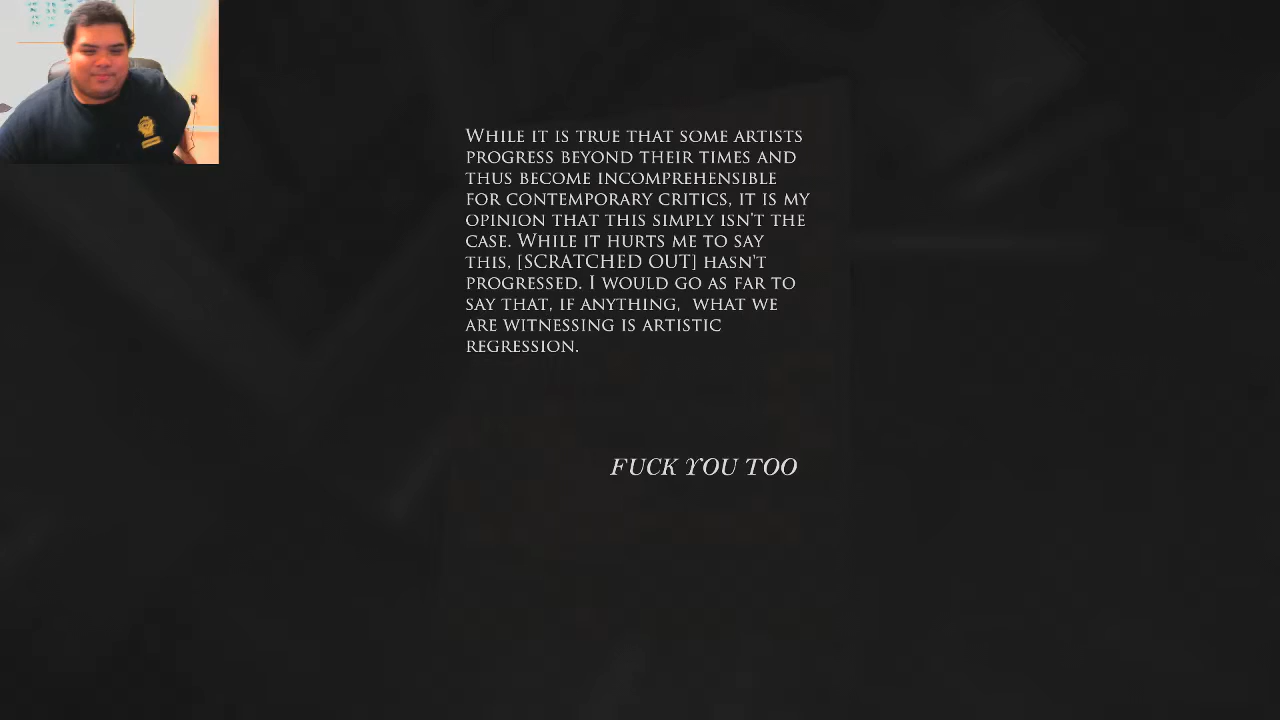 WHILE IT IS TRUE THAT SOME ARTISTS
PROGRESS BEYOND THEIR TIMES AND
THUS BECOME INCOMPREHENSIBLE
FOR CONTEMPORARY CRITICS, IT IS MY
OPINION THAT THIS SIMPLY ISN'T THE
CASE. WHILE IT HURTS ME TO SAY
THIS, [SCRATCHED OUT] HASN'T
PROGRESSED. I WOULD GO AS FAR TO
SAY THAT, IF ANYTHING, WHAT WE
ARE WITNESSING IS ARTISTIC
REGRESSION.
FUCK YOU TOO